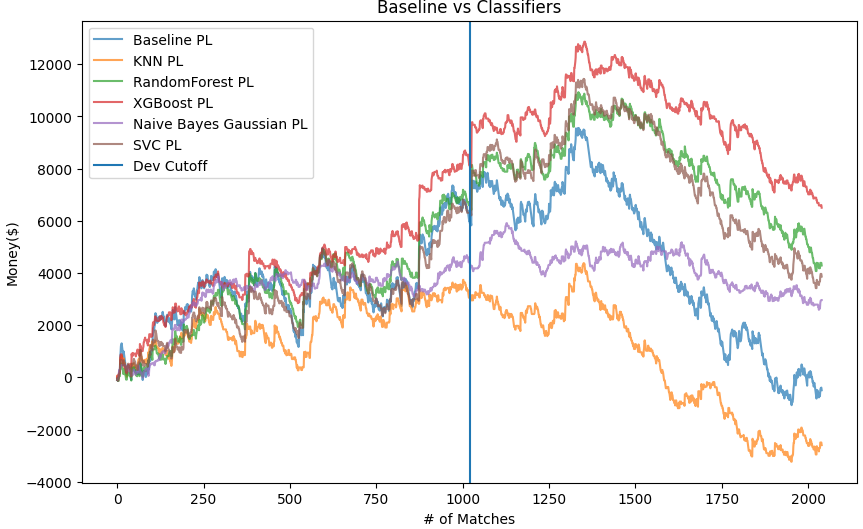 Baseline vs Classifiers
Baseline PL
KNN PL
RandomForest PL
XGBoost PL
Naive Bayes Gaussian PL
SVC PL
Dev Cutoff
Money($)
12000
10000
8000
6000
4000
2000
0
−2000
−4000
0 250 500 750 1000 1250 1500 1750 2000
# of Matches